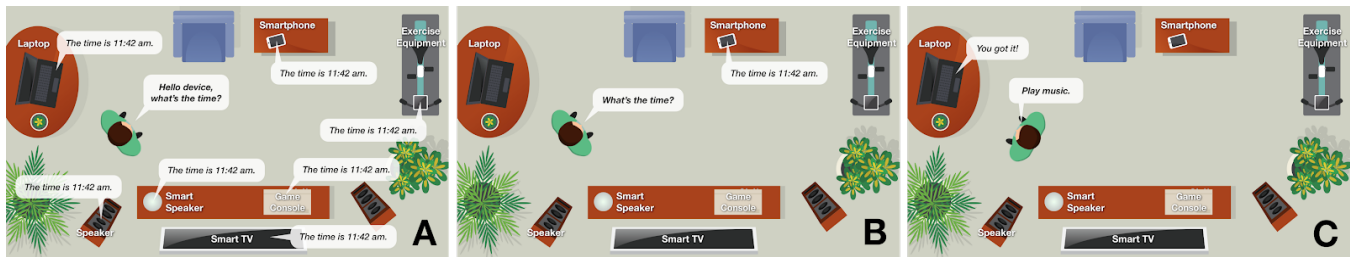 Smartphone
Exercise
Equipment
Laptop
The time is 11:42 am.
The time is 11:42 am.
Hello device,
what's the time?
The time is 11:42 am.
The time is 11:42 am.
The time is 11:42 am.
The time is 11:42 am.
Smart
Speaker
Game
Console
Speaker
Smart TV
The time is 11:42 am.
A
Smartphone
Exercise
Equipment
Laptop
The time is 11:42 am.
What's the time?
Smart
Speaker
Game
Console
Speaker
Smart TV
B
Smartphone
Exercise
Equipment
Laptop
You got it!
Play music.
Smart
Speaker
Game
Console
Speaker
Smart TV
C